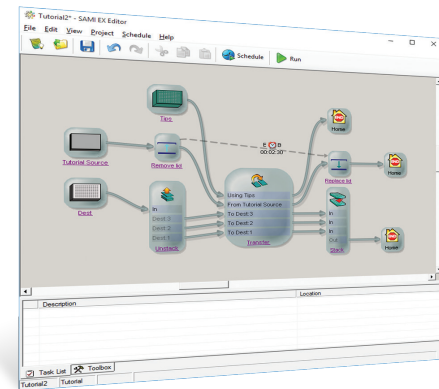 Tutorial2* - SAMI EX Editor
File Edit View Project Schedule Help
Schedule Run
Tips
Home
E B
00:02:30
Tutorial Source
Remove lid
Replace lid
Home
Dest
In
Dest:3
Dest:2
Dest:1
Unstack
Using Tips
From Tutorial Source
To Dest:3
To Dest:2
To Dest:1
Transfer
In
In
In
Out
Stack
Home
Description Location
Task List Toolbox
Tutorial2 Tutorial